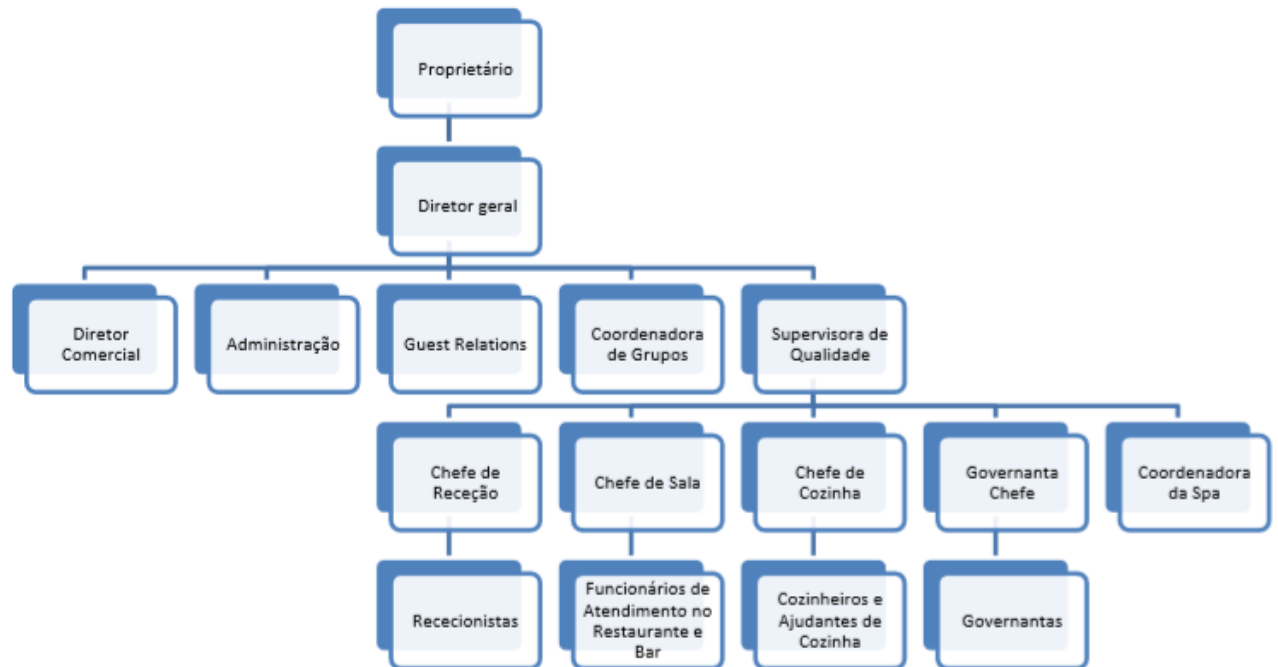 Proprietário
Diretor geral
Diretor
Comercial
Administração
Guest Relations
Coordenadora
de Grupos
Supervisora de
Qualidade
Chefe de
Receção
Chefe de Sala
Chefe de
Cozinha
Governanta
Chefe
Coordenadora
da Spa
Rececionistas
Funcionários de
Atendimento no
Restaurante e
Bar
Cozinheiros e
Ajudantes de
Cozinha
Governantas